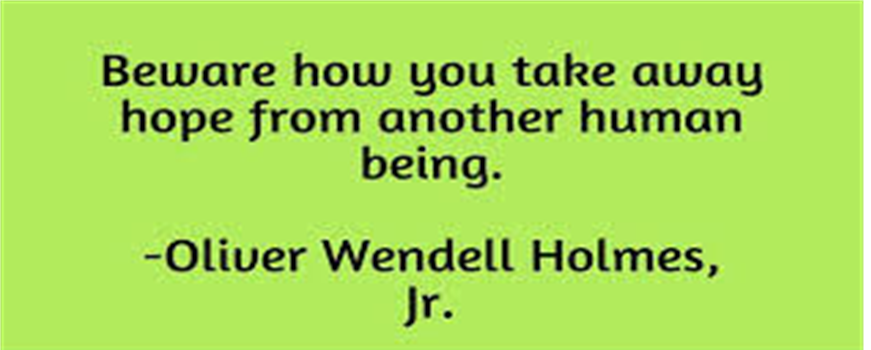 Beware how you take away
hope from another human
being.
-Oliver Wendell Holmes,
Jr.